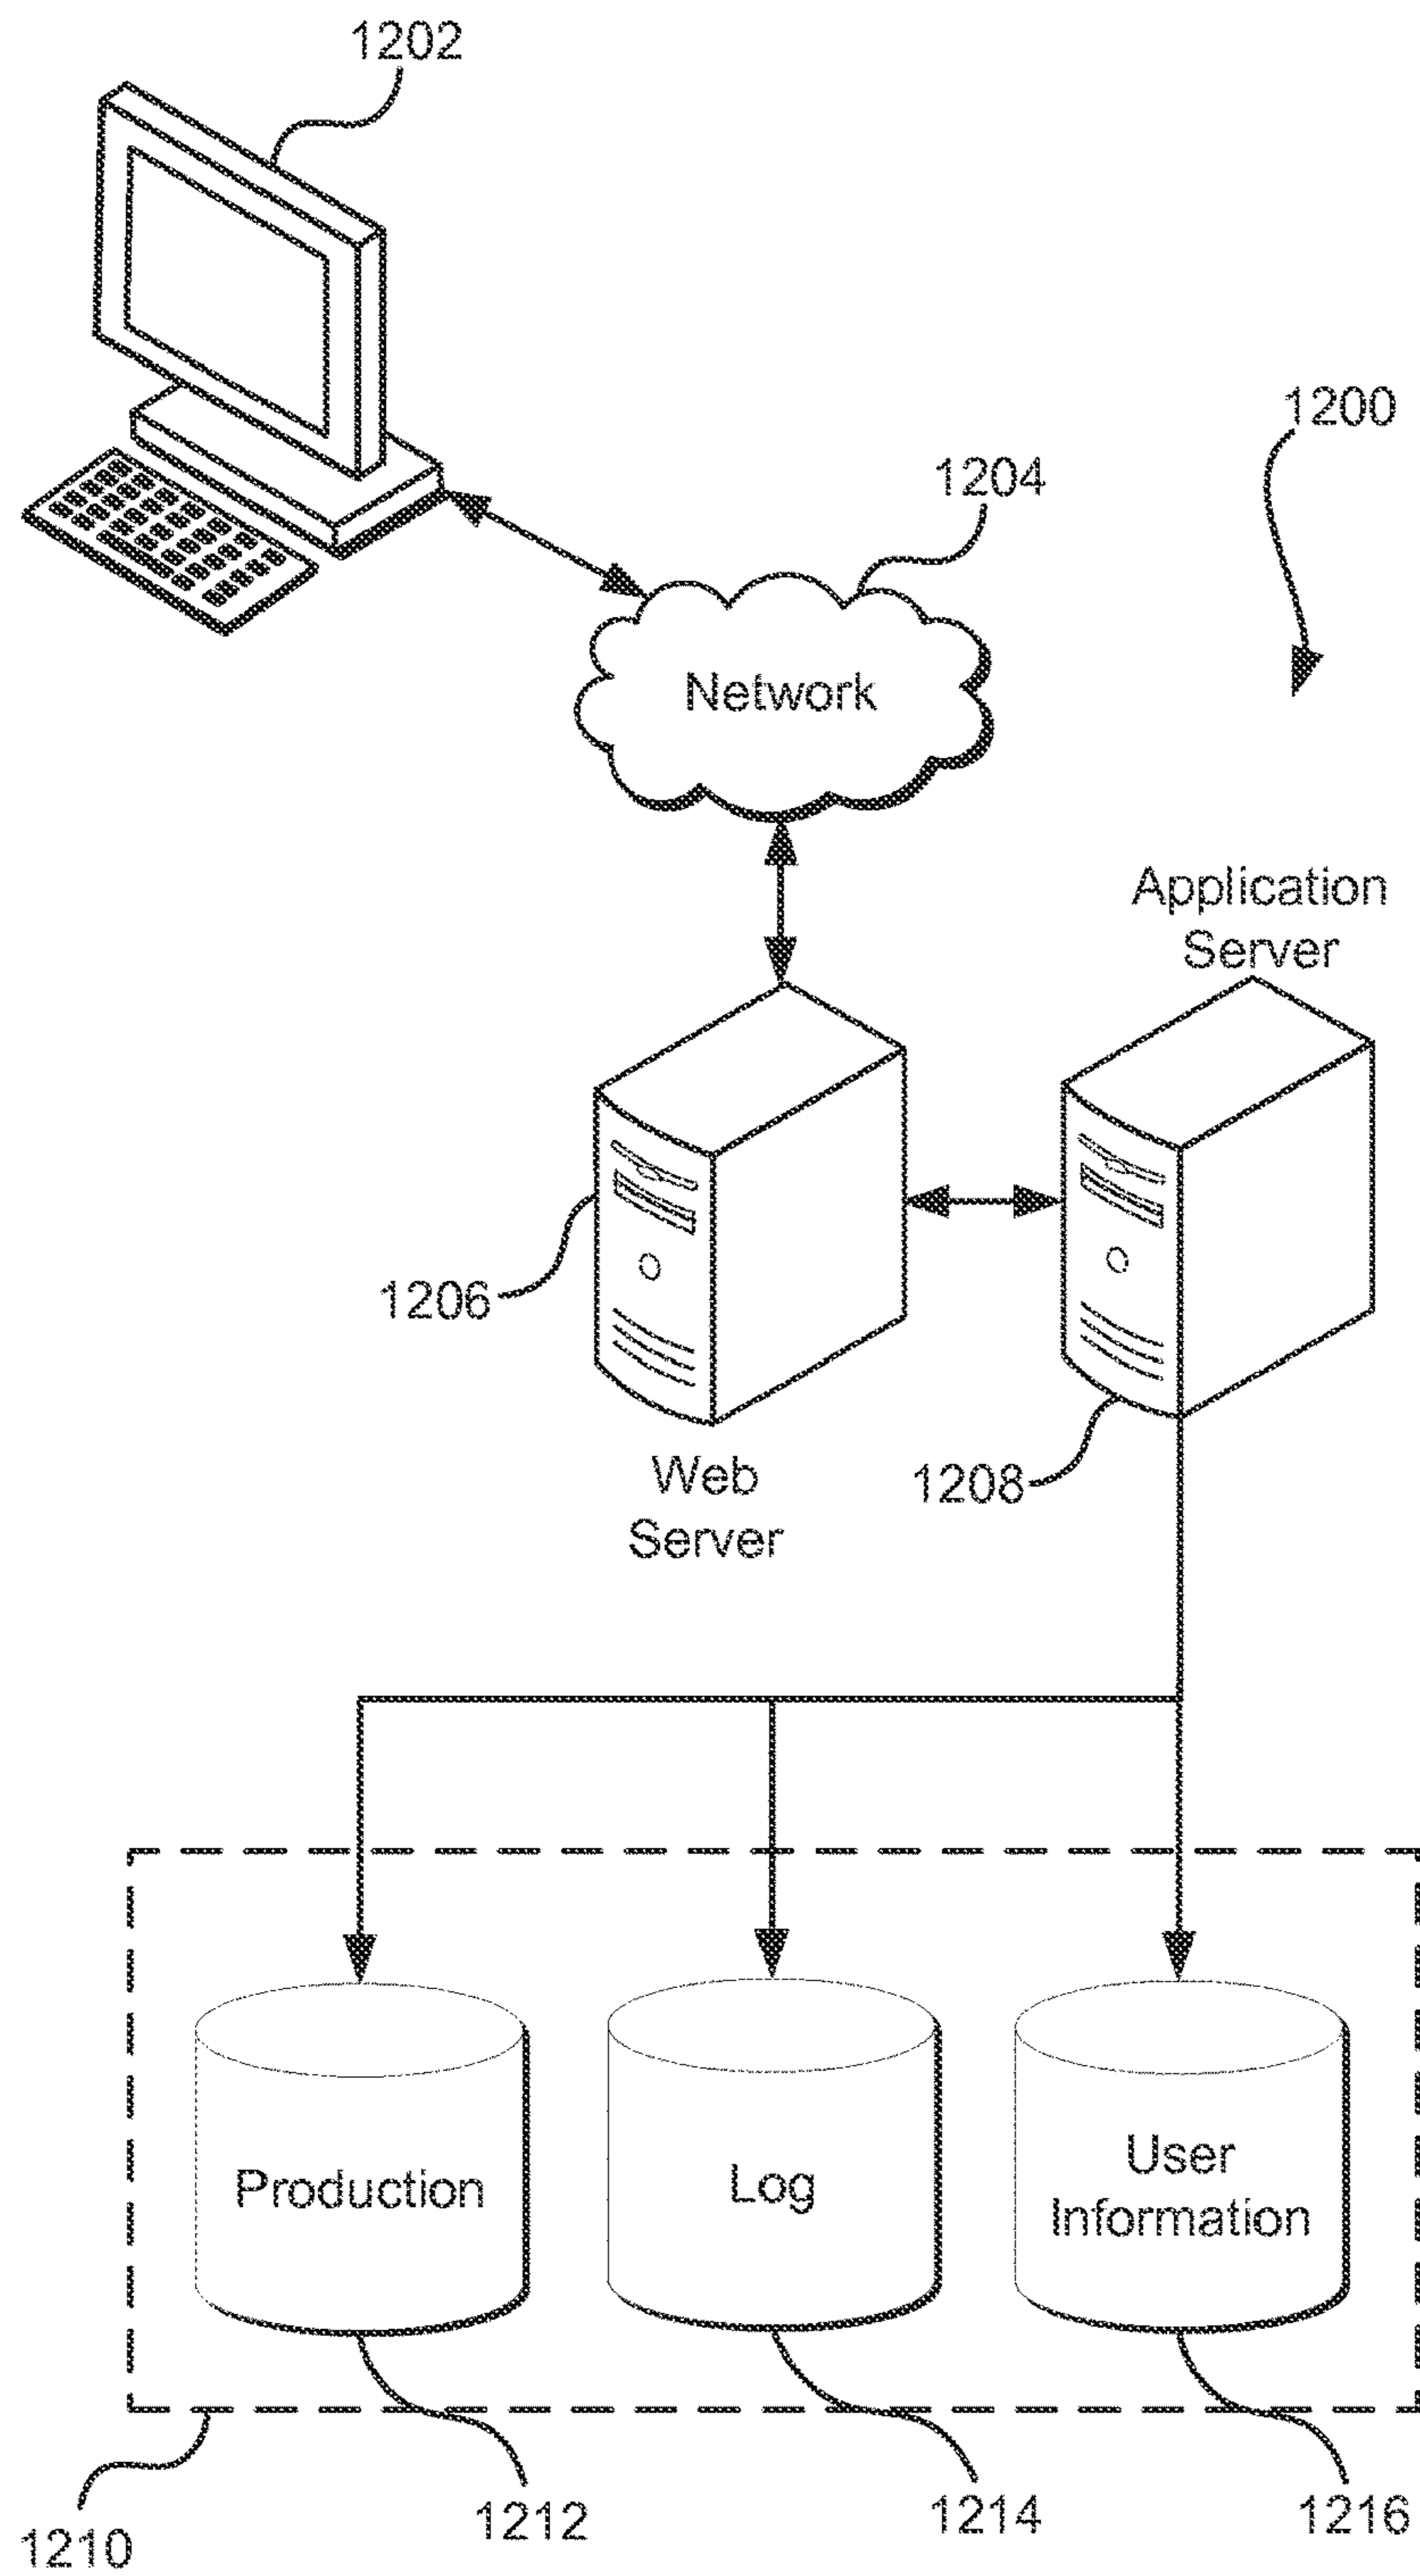 1202
1200
1204
Network
Application
Server
1206
Web
Server
1208
Production
Log
User
Information
1210
1212
1214
1216